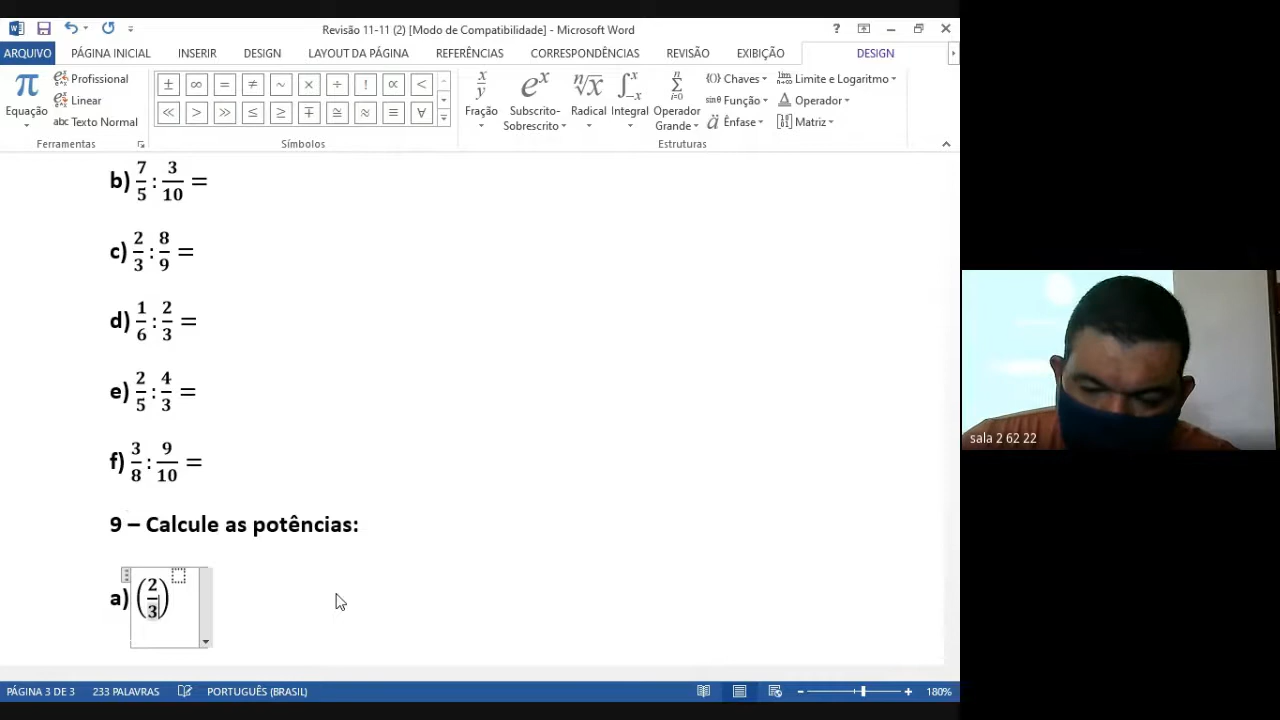 Revisão 11-11 (2) [Modo de Compatibilidade] - Microsoft Word
?
ARQUIVO PÁGINA INICIAL INSERIR DESIGN LAYOUT DA PÁGINA REFERÊNCIAS CORRESPONDÊNCIAS REVISÃO EXIBIÇÃO DESIGN
π Equação
Profissional
Linear
abc Texto Normal
Ferramentas
± ∞ = ≠ ~ × ÷ ! ∝ <
≪ > ≫ ≤ ≥ ∓ ≅ ≈ ≡ ∀
Símbolos
x/y Fração
eˣ Subscrito-Sobrescrito
ⁿ√x Radical
∫ Integral
Σ Operador Grande
{()} Chaves
sinθ Função
ä Ênfase
lim Limite e Logaritmo
Operador
Matriz
Estruturas
b) 7/5 : 3/10 =
c) 2/3 : 8/9 =
d) 1/6 : 2/3 =
e) 2/5 : 4/3 =
f) 3/8 : 9/10 =
9 – Calcule as potências:
a) (2/3)
PÁGINA 3 DE 3 233 PALAVRAS PORTUGUÊS (BRASIL) 180%
sala 2 62 22